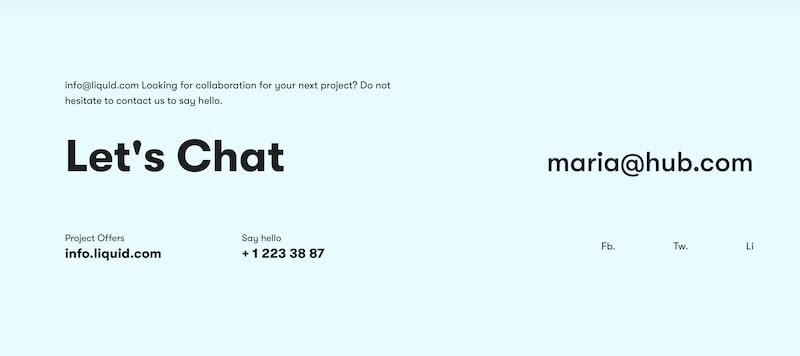 info@liquid.com Looking for collaboration for your next project? Do not
hesitate to contact us to say hello.
Let's Chat
maria@hub.com
Project Offers
info.liquid.com
Say hello
+ 1 223 38 87
Fb.
Tw.
Li